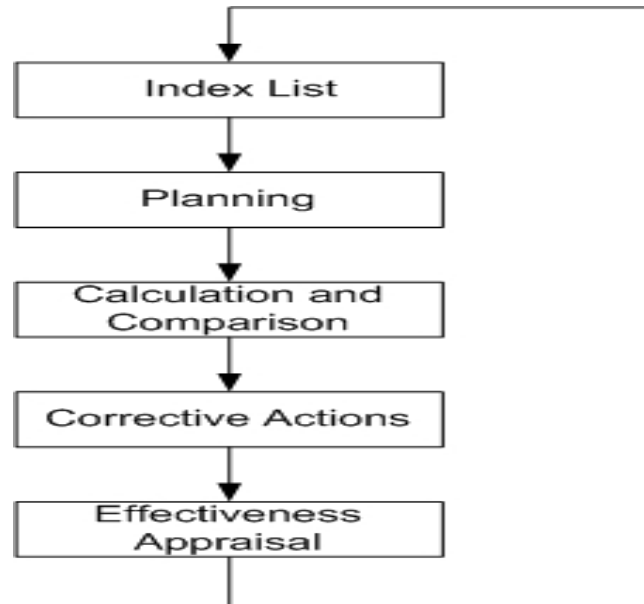 Index List
Planning
Calculation and
Comparison
Corrective Actions
Effectiveness
Appraisal